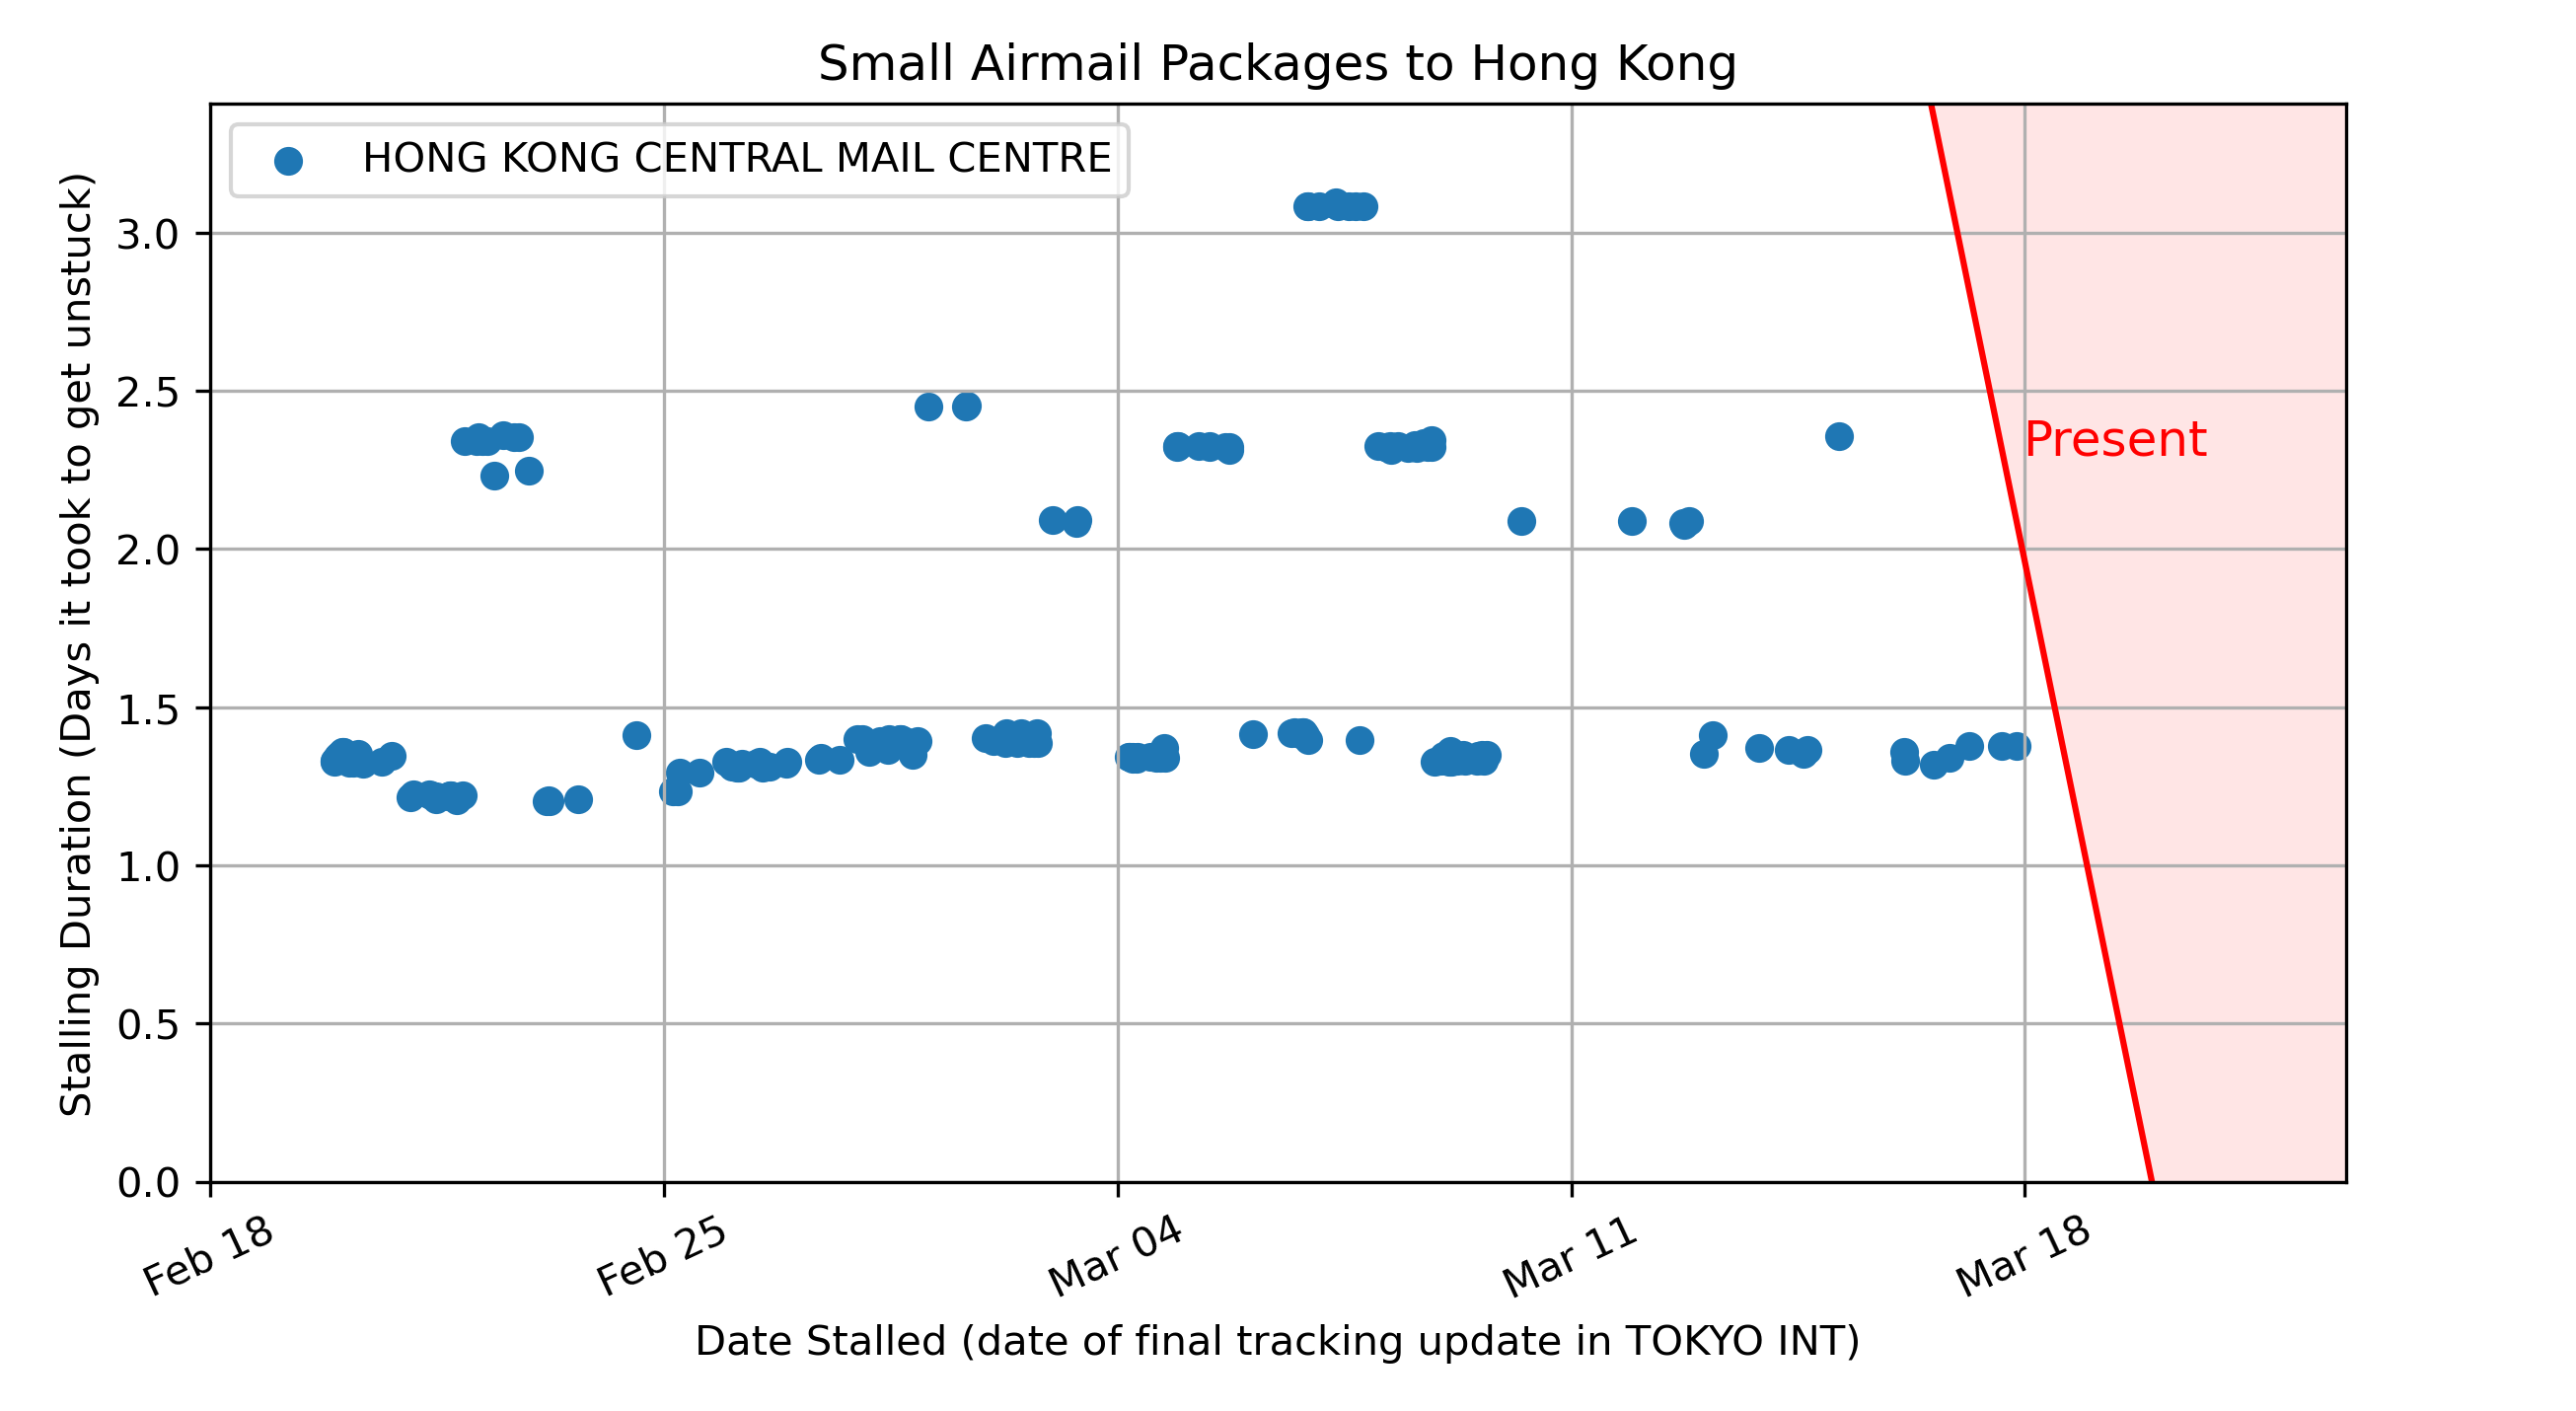 Small Airmail Packages to Hong Kong
HONG KONG CENTRAL MAIL CENTRE
Stalling Duration (Days it took to get unstuck)
3.0
2.5
2.0
1.5
1.0
0.5
0.0
Present
Feb 18
Feb 25
Mar 04
Mar 11
Mar 18
Date Stalled (date of final tracking update in TOKYO INT)